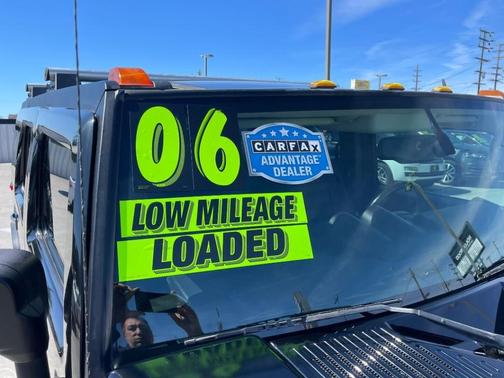 06
CARFAX
ADVANTAGE
DEALER
LOW MILEAGE
LOADED